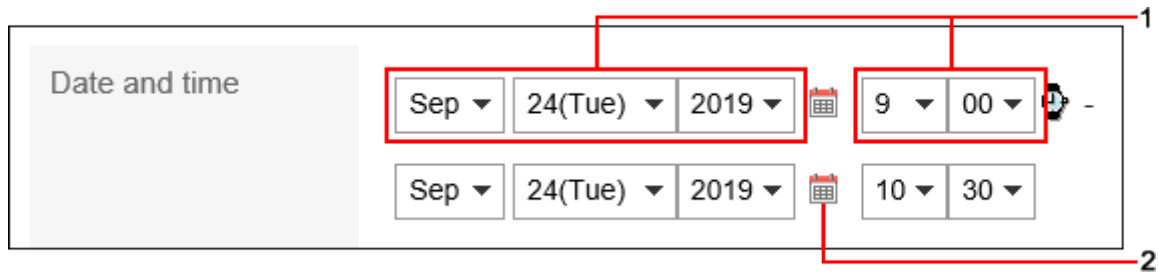 1
Date and time
Sep 24(Tue) 2019 9 00 -
Sep 24(Tue) 2019 10 30
2